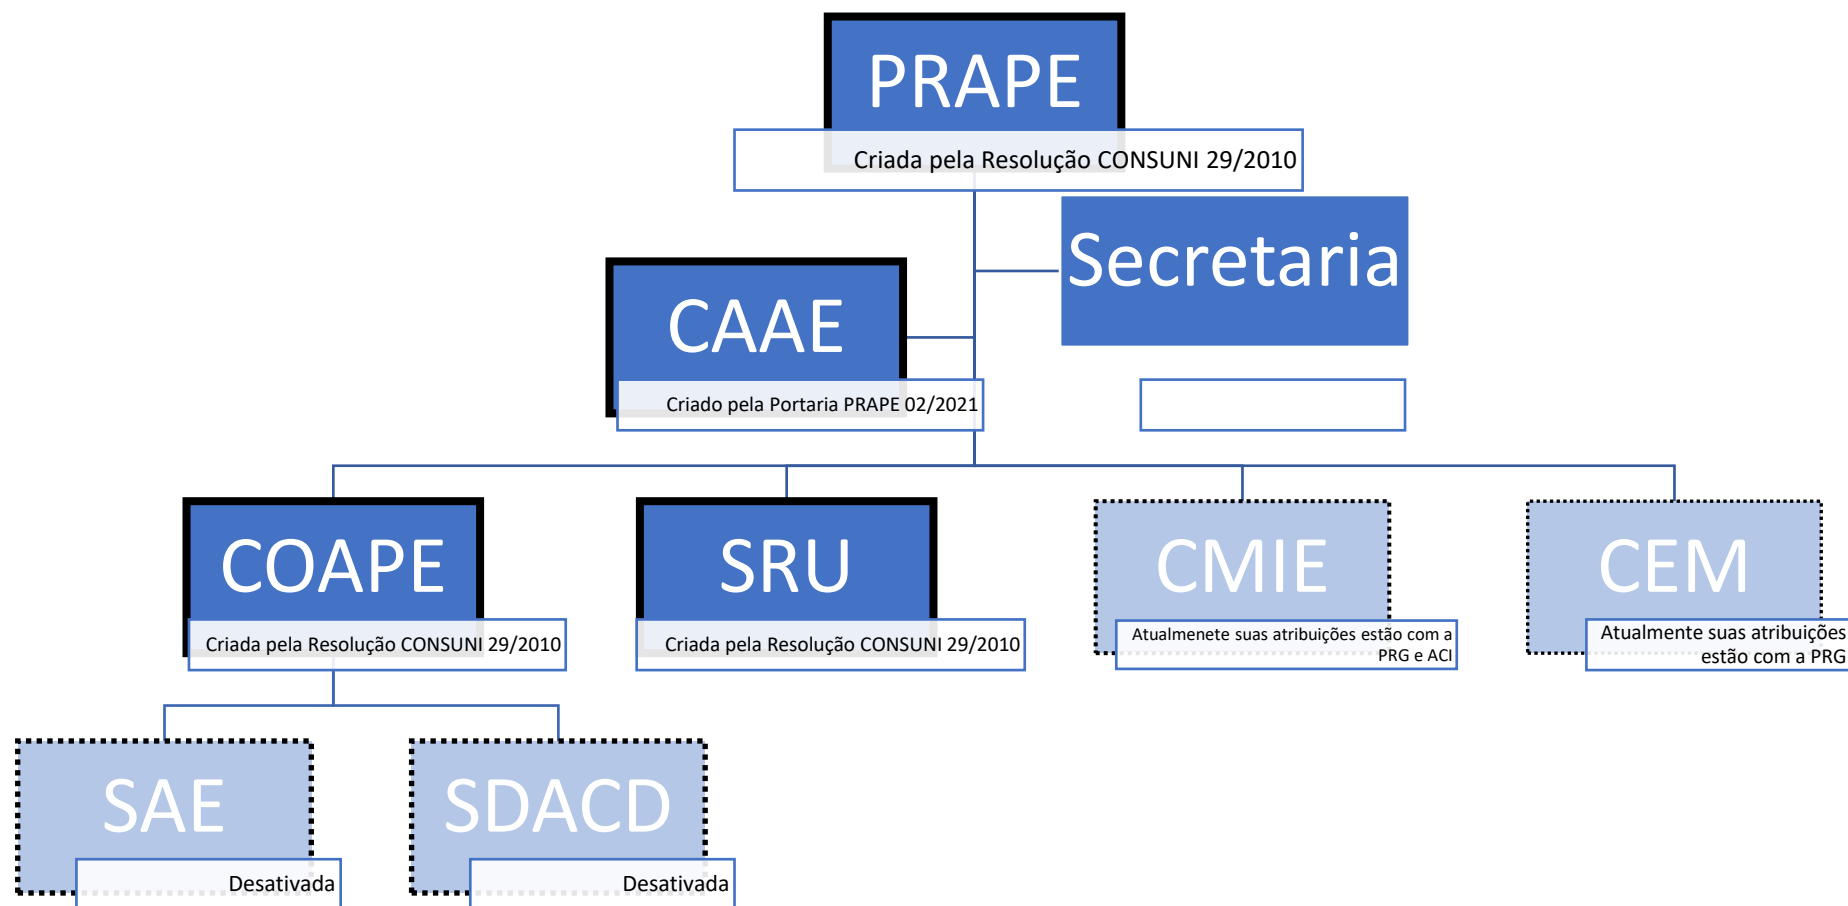 PRAPE
Criada pela Resolução CONSUNI 29/2010
Secretaria
CAAE
Criado pela Portaria PRAPE 02/2021
COAPE
Criada pela Resolução CONSUNI 29/2010
SRU
Criada pela Resolução CONSUNI 29/2010
CMIE
Atualmenete suas atribuições estão com a
PRG e ACI
CEM
Atualmente suas atribuições
estão com a PRG
SAE
Desativada
SDACD
Desativada